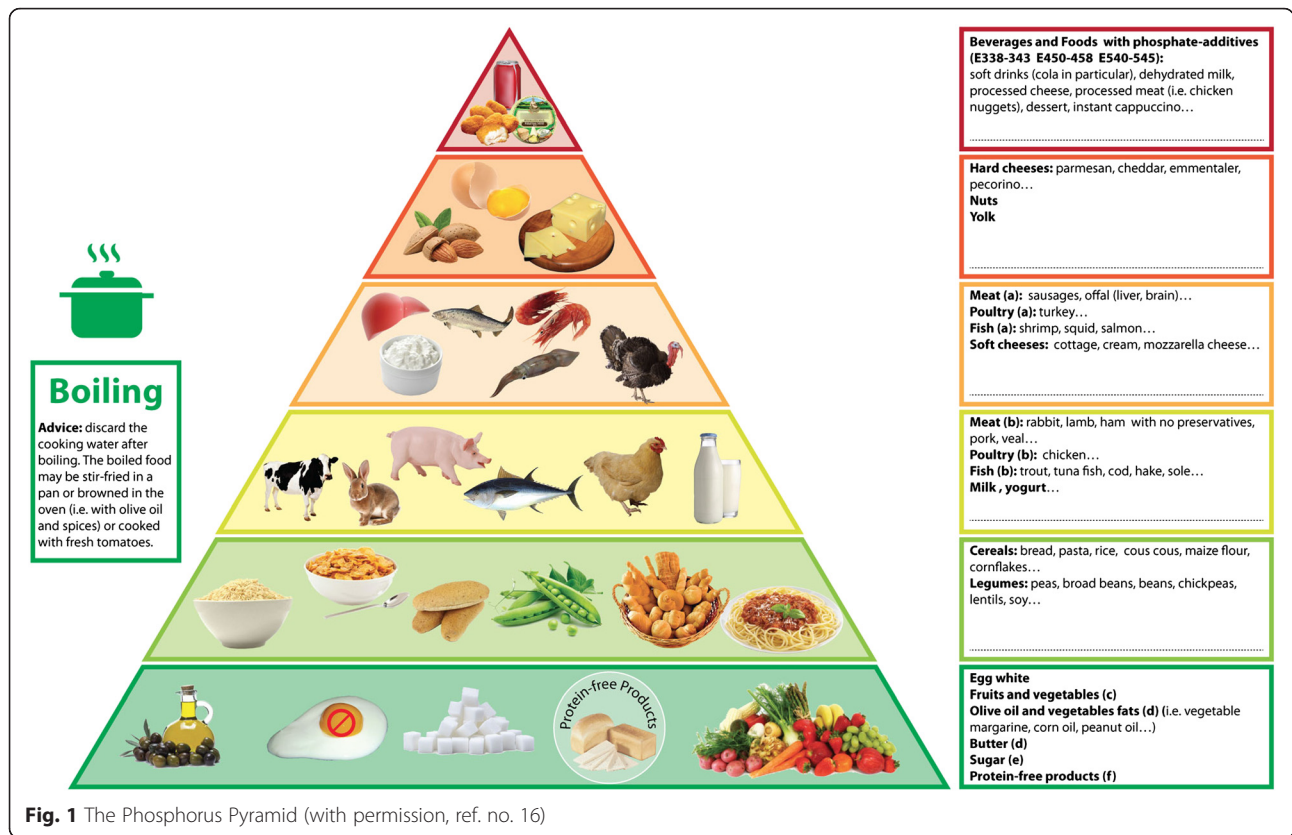 Beverages and Foods with phosphate-additives
(E338-343 E450-458 E540-545):
soft drinks (cola in particular), dehydrated milk,
processed cheese, processed meat (i.e. chicken
nuggets), dessert, instant cappuccino…
Hard cheeses: parmesan, cheddar, emmentaler,
pecorino…
Nuts
Yolk
Meat (a): sausages, offal (liver, brain)…
Poultry (a): turkey…
Fish (a): shrimp, squid, salmon…
Soft cheeses: cottage, cream, mozzarella cheese…
Boiling
Advice: discard the
cooking water after
boiling. The boiled food
may be stir-fried in a
pan or browned in the
oven (i.e. with olive oil
and spices) or cooked
with fresh tomatoes.
Meat (b): rabbit, lamb, ham with no preservatives,
pork, veal…
Poultry (b): chicken…
Fish (b): trout, tuna fish, cod, hake, sole…
Milk , yogurt…
Cereals: bread, pasta, rice, cous cous, maize flour,
cornflakes…
Legumes: peas, broad beans, beans, chickpeas,
lentils, soy…
Protein-free Products
Egg white
Fruits and vegetables (c)
Olive oil and vegetables fats (d) (i.e. vegetable
margarine, corn oil, peanut oil…)
Butter (d)
Sugar (e)
Protein-free products (f)
Fig. 1 The Phosphorus Pyramid (with permission, ref. no. 16)